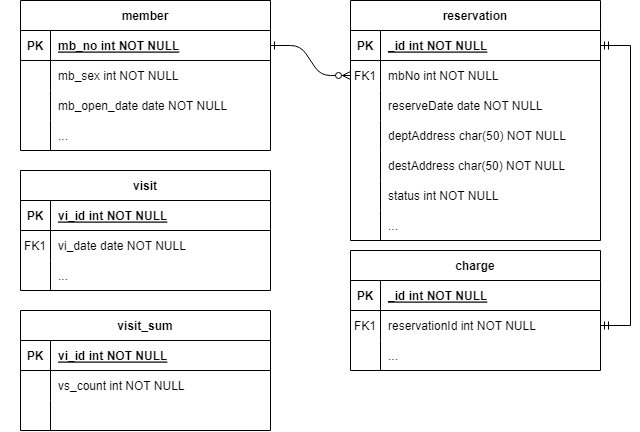 member
PK mb_no int NOT NULL
mb_sex int NOT NULL
mb_open_date date NOT NULL
...
visit
PK vi_id int NOT NULL
FK1 vi_date date NOT NULL
...
visit_sum
PK vi_id int NOT NULL
vs_count int NOT NULL
reservation
PK _id int NOT NULL
FK1 mbNo int NOT NULL
reserveDate date NOT NULL
deptAddress char(50) NOT NULL
destAddress char(50) NOT NULL
status int NOT NULL
...
charge
PK _id int NOT NULL
FK1 reservationId int NOT NULL
...